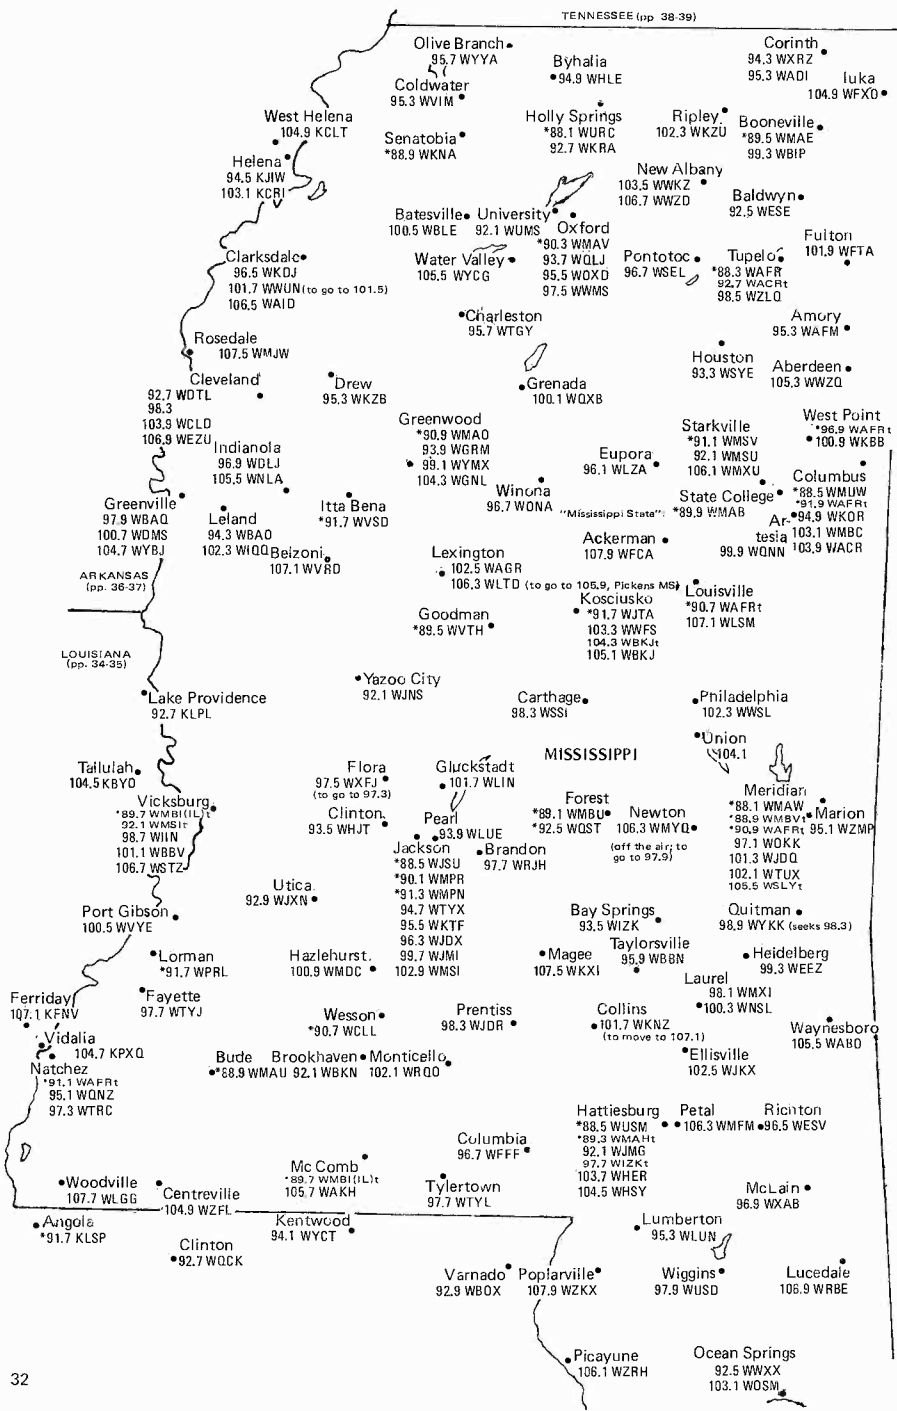 TENNESSEE (pp 38-39)
Olive Branch
95.7 WYYA
Coldwater
95.3 WVIM
Byhalia
94.9 WHLE
Corinth
94.3 WXRZ
95.3 WADI
Iuka
104.9 WFXO
West Helena
104.9 KCLT
Senatobia
*88.9 WKNA
Holly Springs
*88.1 WURC
92.7 WKRA
Ripley
102.3 WKZU
Booneville
*89.5 WMAE
99.3 WBIP
Helena
94.5 KJIW
103.1 KCRI
New Albany
103.5 WWKZ
106.7 WWZD
Baldwyn
92.5 WESE
Batesville
100.5 WBLE
University
92.1 WUMS
Oxford
*90.3 WMAV
93.7 WQLJ
95.5 WOXD
97.5 WWMS
Fulton
101.9 WFTA
Clarksdale
96.5 WKDJ
101.7 WWUN (to go to 101.5)
106.5 WAID
Water Valley
105.5 WYCG
Pontotoc
96.7 WSEL
Tupelo
*88.3 WAFR
92.7 WACRt
98.5 WZLQ
Charleston
95.7 WTGY
Amory
95.3 WAFM
Rosedale
107.5 WMJW
Houston
93.3 WSYE
Aberdeen
105.3 WWZQ
Cleveland
92.7 WDTL
98.3
103.9 WCLD
106.9 WEZU
Drew
95.3 WKZB
Grenada
100.1 WQXB
Greenwood
*90.9 WMAO
93.9 WGRM
99.1 WYMX
104.3 WGNL
Starkville
*91.1 WMSV
92.1 WMSU
106.1 WMXU
West Point
*96.9 WAFRt
100.9 WKBB
Indianola
96.9 WDLJ
105.5 WNLA
Eupora
96.1 WLZA
Columbus
*88.5 WMUW
*91.9 WAFRt
94.9 WKOR
103.1 WMBC
103.9 WACR
Greenville
97.9 WBAQ
100.7 WDMS
104.7 WYBJ
Leland
94.3 WBAD
102.3 WIQQ
Itta Bena
*91.7 WVSD
Winona
96.7 WONA
State College
"Mississippi State": *89.9 WMAB
Ar-
tesia
99.9 WQNN
Belzoni
107.1 WVRD
Ackerman
107.9 WFCA
ARKANSAS
(pp. 36-37)
Lexington
102.5 WAGR
106.3 WLTD (to go to 105.9, Pickens MS)
Louisville
*90.7 WAFRt
107.1 WLSM
Kosciusko
*91.7 WJTA
103.3 WWFS
104.3 WBKJt
105.1 WBKJ
Goodman
*89.5 WVTH
LOUISIANA
(pp. 34-35)
Yazoo City
92.1 WJNS
Lake Providence
92.7 KLPL
Carthage
98.3 WSSI
Philadelphia
102.3 WWSL
Union
104.1
MISSISSIPPI
Tallulah
104.5 KBYO
Flora
97.5 WXFJ
(to go to 97.3)
Gluckstadt
101.7 WLIN
Vicksburg
*89.7 WMBI(IL)t
92.1 WMSIt
98.7 WIIN
101.1 WBBV
106.7 WSTZ
Clinton
93.5 WHJT
Pearl
93.9 WLUE
Forest
*89.1 WMBU
*92.5 WQST
Newton
106.3 WMYQ
(off the air; to
go to 97.9)
Meridian
*88.1 WMAW
*88.9 WMBVt
*90.9 WAFRt
97.1 WOKK
101.3 WJDQ
102.1 WTUX
105.5 WSLYt
Marion
95.1 WZMP
Jackson
*88.5 WJSU
*90.1 WMPR
*91.3 WMPN
94.7 WTYX
95.5 WKTF
96.3 WJDX
99.7 WJMI
102.9 WMSI
Brandon
97.7 WRJH
Utica
92.9 WJXN
Port Gibson
100.5 WVYE
Bay Springs
93.5 WIZK
Quitman
98.9 WYKK (seeks 98.3)
Taylorsville
95.9 WBBN
Lorman
*91.7 WPRL
Hazlehurst
100.9 WMDC
Magee
107.5 WKXI
Heidelberg
99.3 WEEZ
Laurel
98.1 WMXI
100.3 WNSL
Ferriday
107.1 KFNV
Fayette
97.7 WTYJ
Wesson
*90.7 WCLL
Prentiss
98.3 WJDR
Collins
101.7 WKNZ
(to move to 107.1)
Waynesboro
105.5 WABO
Vidalia
104.7 KPXQ
Natchez
*91.1 WAFRt
95.1 WQNZ
97.3 WTRC
Bude
*88.9 WMAU
Brookhaven
92.1 WBKN
Monticello
102.1 WRQO
Ellisville
102.5 WJKX
Hattiesburg
*88.5 WUSM
*89.3 WMAHt
92.1 WJMG
97.7 WIZKt
103.7 WHER
104.5 WHSY
Petal
106.3 WMFM
Richton
96.5 WESV
Columbia
96.7 WFFF
Mc Comb
*89.7 WMBI(IL)t
105.7 WAKH
Woodville
107.7 WLGG
Centreville
104.9 WZFL
Tylertown
97.7 WTYL
McLain
96.9 WXAB
Angola
*91.7 KLSP
Kentwood
94.1 WYCT
Lumberton
95.3 WLUN
Clinton
92.7 WQCK
Varnado
92.9 WBOX
Poplarville
107.9 WZKX
Wiggins
97.9 WUSD
Lucedale
106.9 WRBE
Picayune
106.1 WZRH
Ocean Springs
92.5 WWXX
103.1 WOSM
32